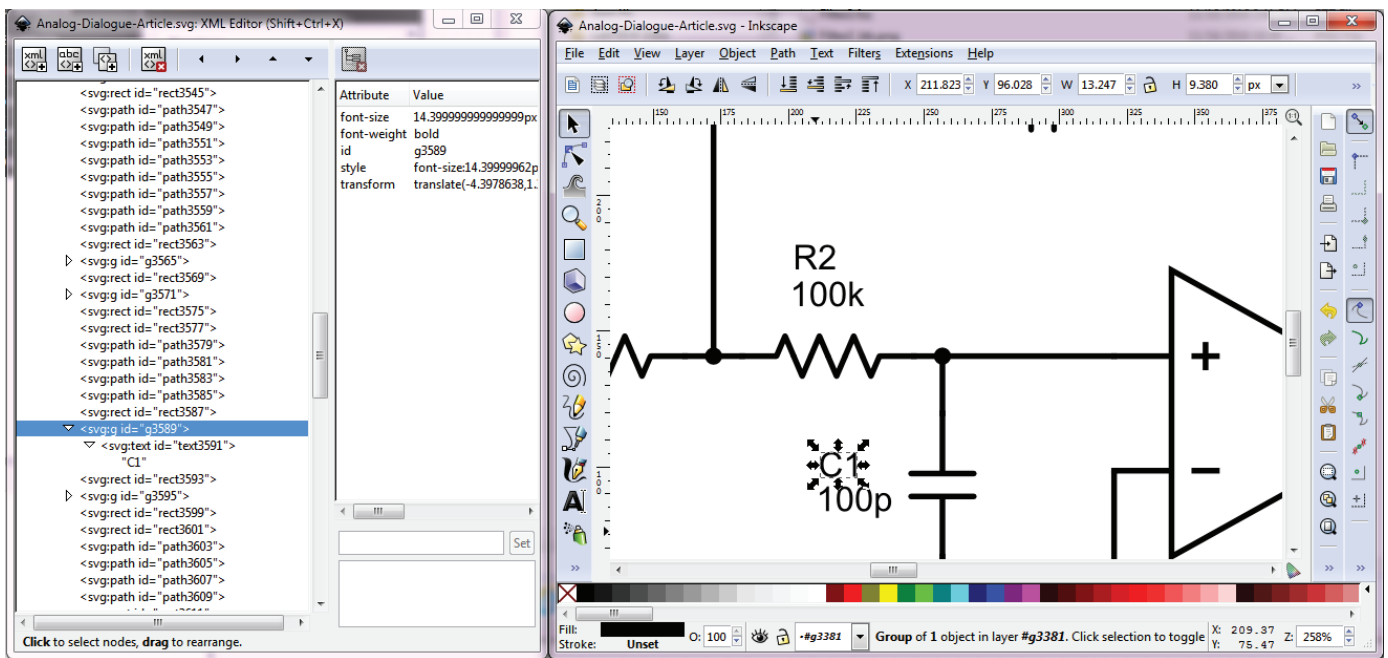 Analog-Dialogue-Article.svg: XML Editor (Shift+Ctrl+X)
<svg:rect id="rect3545">
<svg:path id="path3547">
<svg:path id="path3549">
<svg:path id="path3551">
<svg:path id="path3553">
<svg:path id="path3555">
<svg:path id="path3557">
<svg:path id="path3559">
<svg:path id="path3561">
<svg:rect id="rect3563">
<svg:g id="g3565">
<svg:rect id="rect3569">
<svg:g id="g3571">
<svg:rect id="rect3575">
<svg:rect id="rect3577">
<svg:path id="path3579">
<svg:path id="path3581">
<svg:path id="path3583">
<svg:path id="path3585">
<svg:rect id="rect3587">
<svg:g id="g3589">
<svg:text id="text3591">
"C1"
<svg:rect id="rect3593">
<svg:g id="g3595">
<svg:rect id="rect3599">
<svg:rect id="rect3601">
<svg:path id="path3603">
<svg:path id="path3605">
<svg:path id="path3607">
<svg:path id="path3609">
Click to select nodes, drag to rearrange.
Attribute Value
font-size 14.399999999999999px
font-weight bold
id g3589
style font-size:14.39999962p
transform translate(-4.3978638,1.
Set
Analog-Dialogue-Article.svg - Inkscape
File Edit View Layer Object Path Text Filters Extensions Help
X 211.823 Y 96.028 W 13.247 H 9.380 px
150 175 200 225 250 275 300 325 350 375
200
150
100
R2
100k
+
−
C1
100p
Fill:
Stroke: Unset
O: 100
·#g3381
Group of 1 object in layer #g3381. Click selection to toggle
X: 209.37
Y: 75.47
Z: 258%